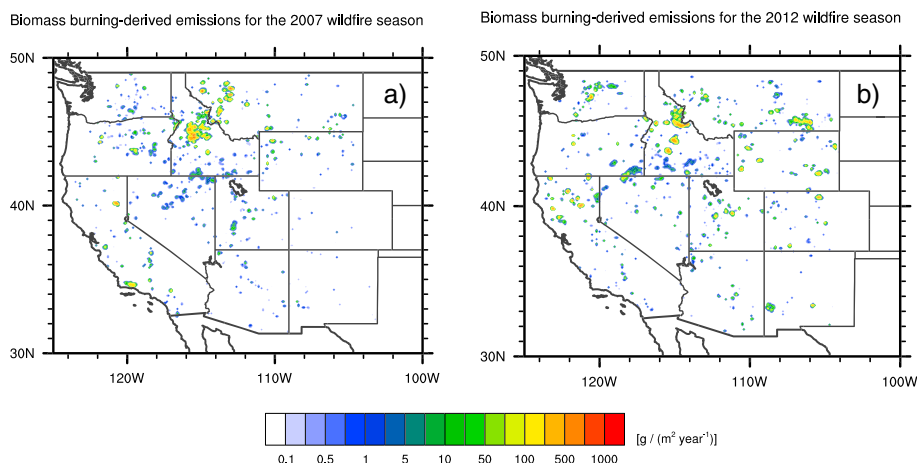 Biomass burning-derived emissions for the 2007 wildfire season
Biomass burning-derived emissions for the 2012 wildfire season
50N
40N
30N
a)
120W
110W
100W
50N
40N
30N
b)
120W
110W
100W
0.1 0.5 1 5 10 50 100 500 1000
[g / (m² year⁻¹)]